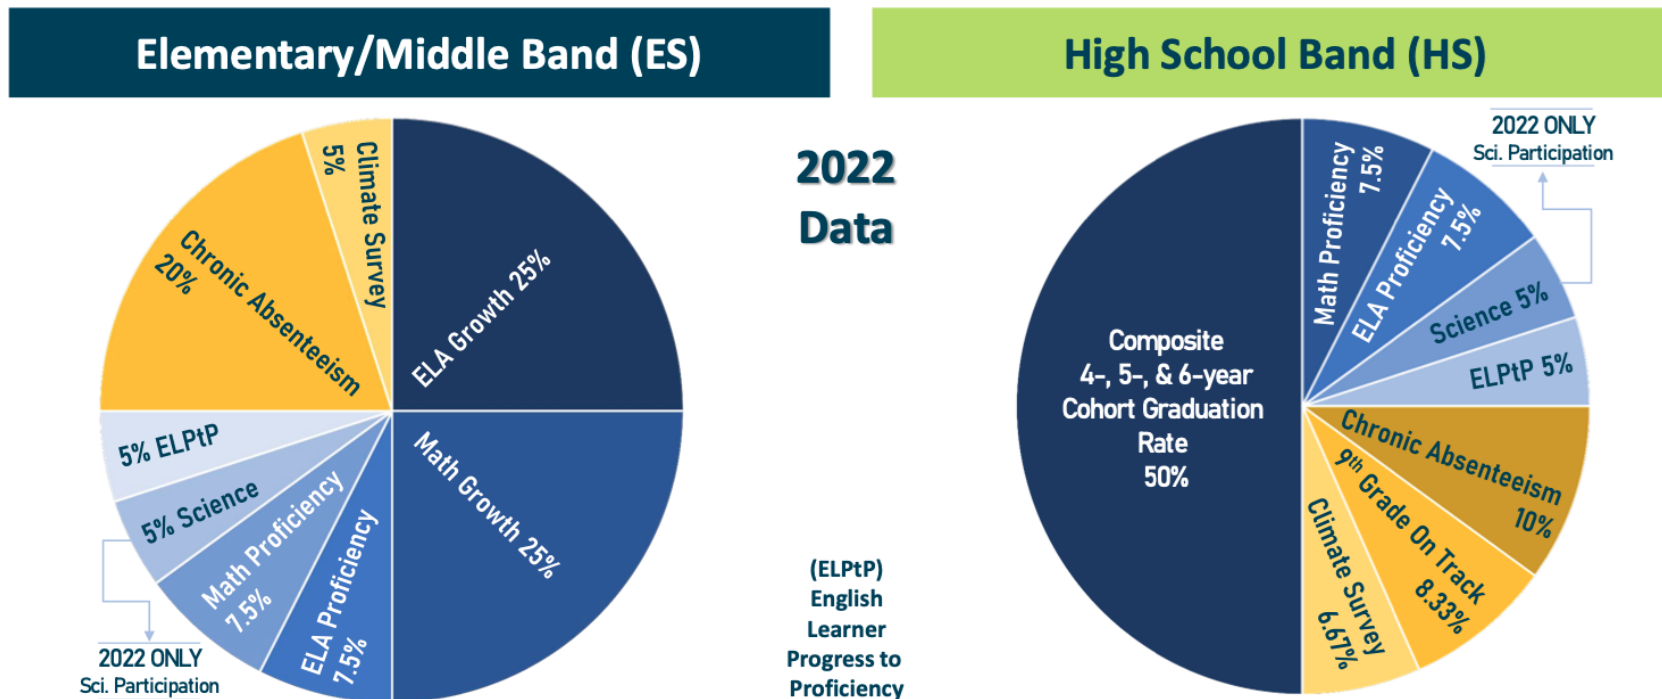 Elementary/Middle Band (ES)
High School Band (HS)
2022
Data
Climate Survey
5%
Chronic Absenteeism
20%
ELA Growth 25%
Math Growth 25%
5% ELPtP
5% Science
Math Proficiency
7.5%
ELA Proficiency
7.5%
2022 ONLY
Sci. Participation
(ELPtP)
English
Learner
Progress to
Proficiency
2022 ONLY
Sci. Participation
Math Proficiency
7.5%
ELA Proficiency
7.5%
Science 5%
ELPtP 5%
Composite
4-, 5-, & 6-year
Cohort Graduation
Rate
50%
Chronic Absenteeism
10%
9th Grade On Track
8.33%
Climate Survey
6.67%